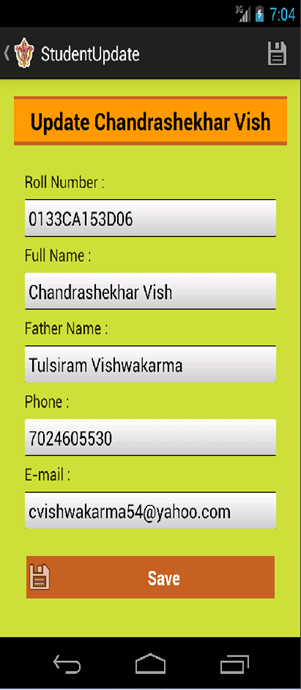 3G 7:04
StudentUpdate
Update Chandrashekhar Vish
Roll Number :
0133CA153D06
Full Name :
Chandrashekhar Vish
Father Name :
Tulsiram Vishwakarma
Phone :
7024605530
E-mail :
cvishwakarma54@yahoo.com
Save